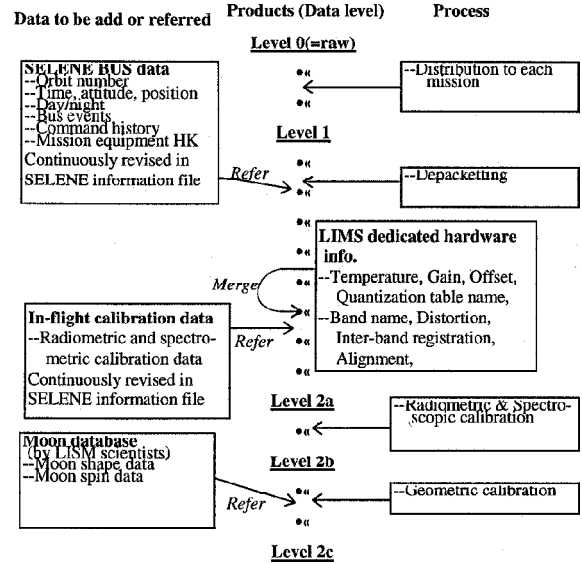 Data to be add or referred
Products (Data level)
Process
Level 0(=raw)
SELENE BUS data
--Orbit number
--Time, attitude, position
--Day/night
--Bus events
--Command history
--Mission equipment HK
Continuously revised in
SELENE information file
--Distribution to each
mission
Level 1
Refer
--Depacketting
LIMS dedicated hardware
info.
--Temperature, Gain, Offset,
Quantization table name,
--Band name, Distortion,
Inter-band registration,
Alignment,
Merge
In-flight calibration data
--Radiometric and spectro-
metric calibration data
Continuously revised in
SELENE information file
Refer
Level 2a
--Radiometric & Spectro-
scopic calibration
Moon database
(by LISM scientists)
--Moon shape data
--Moon spin data
Level 2b
Refer
--Geometric calibration
Level 2c